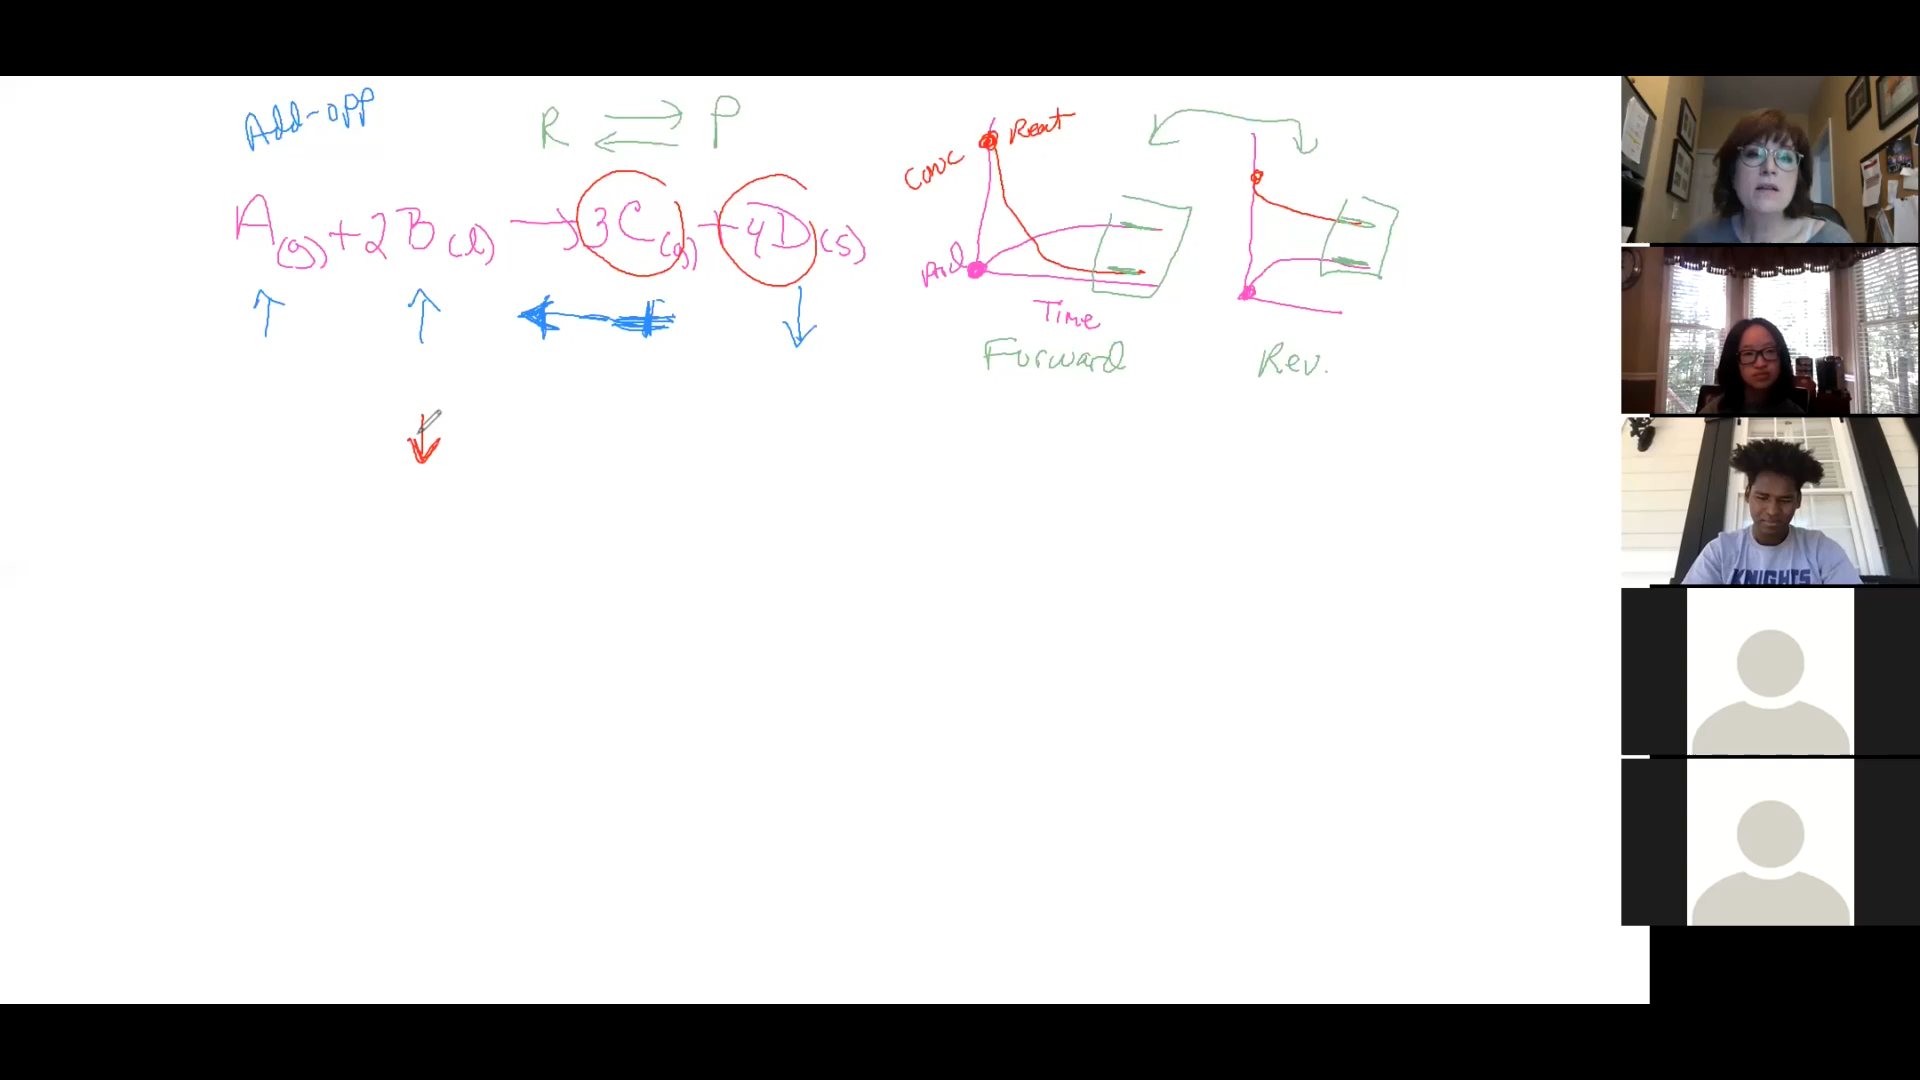 Add-opp
R ⇌ P
A(g) + 2B(l) → 3C(g) + 4D(s)
Conc
React
Prod
Time
Forward
Rev.
KNIGHTS